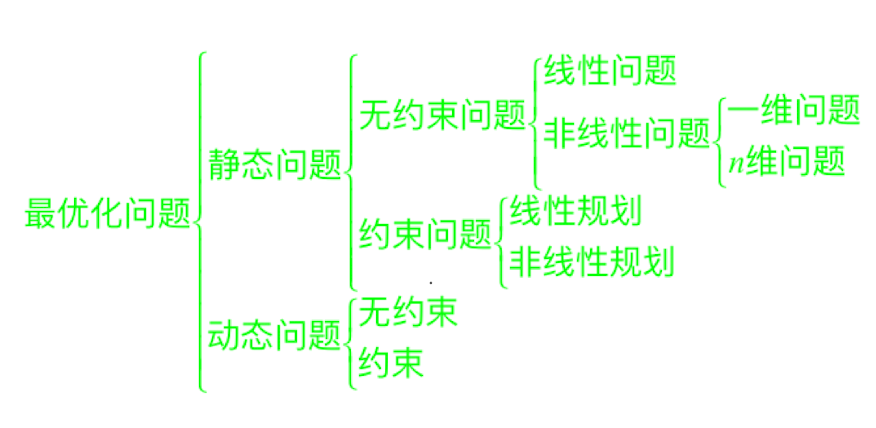 线性问题
一维问题
无约束问题
非线性问题
n维问题
静态问题
最优化问题
线性规划
约束问题
非线性规划
无约束
动态问题
约束